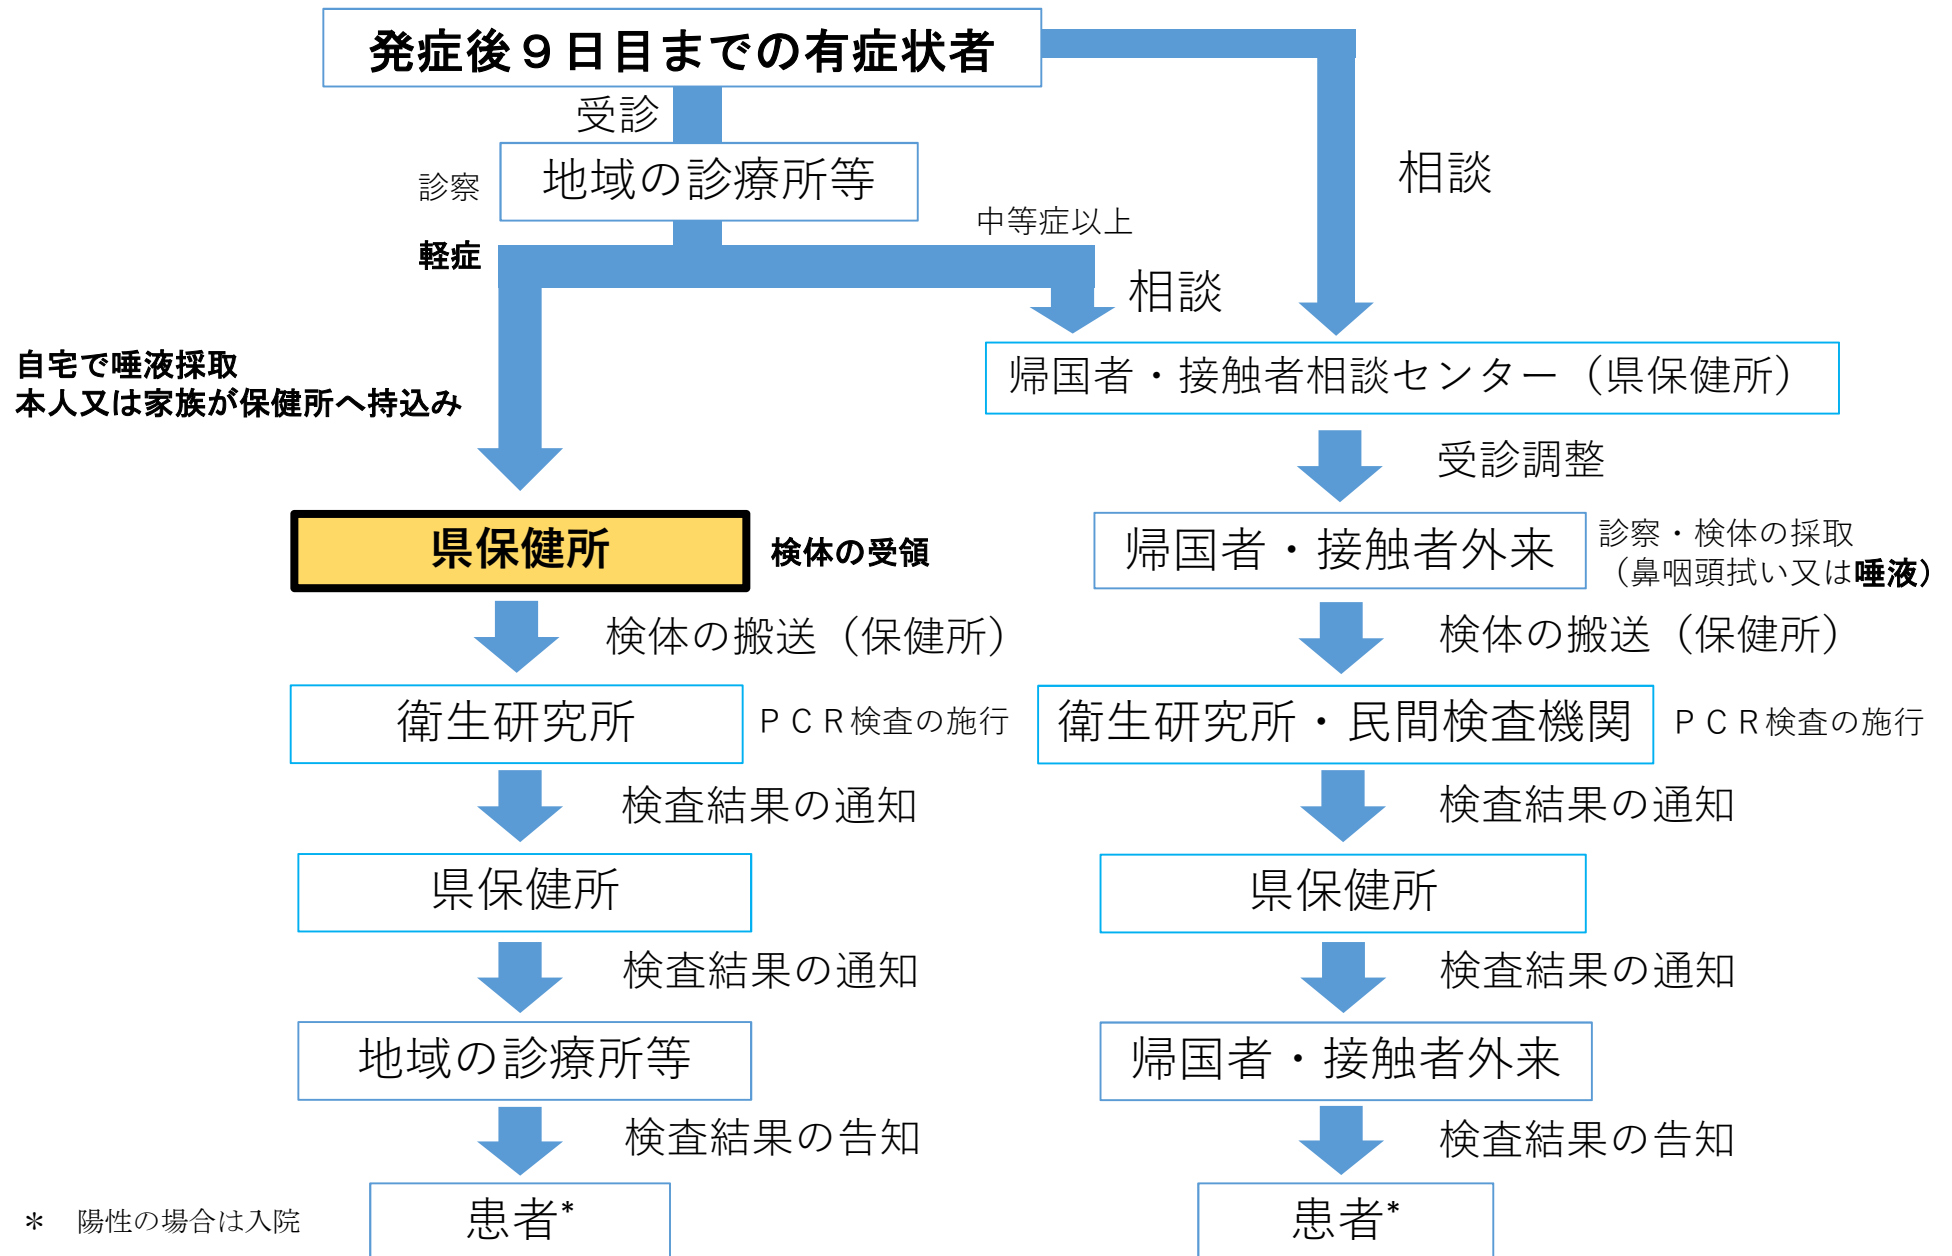 発症後９日目までの有症状者
受診
地域の診療所等
診察
相談
中等症以上
軽症
相談
自宅で唾液採取
本人又は家族が保健所へ持込み
帰国者・接触者相談センター（県保健所）
受診調整
県保健所
検体の受領
帰国者・接触者外来
診察・検体の採取
（鼻咽頭拭い又は唾液）
検体の搬送（保健所）
検体の搬送（保健所）
衛生研究所
ＰＣＲ検査の施行
衛生研究所・民間検査機関
ＰＣＲ検査の施行
検査結果の通知
検査結果の通知
県保健所
県保健所
検査結果の通知
検査結果の通知
地域の診療所等
帰国者・接触者外来
検査結果の告知
検査結果の告知
患者*
患者*
＊　陽性の場合は入院